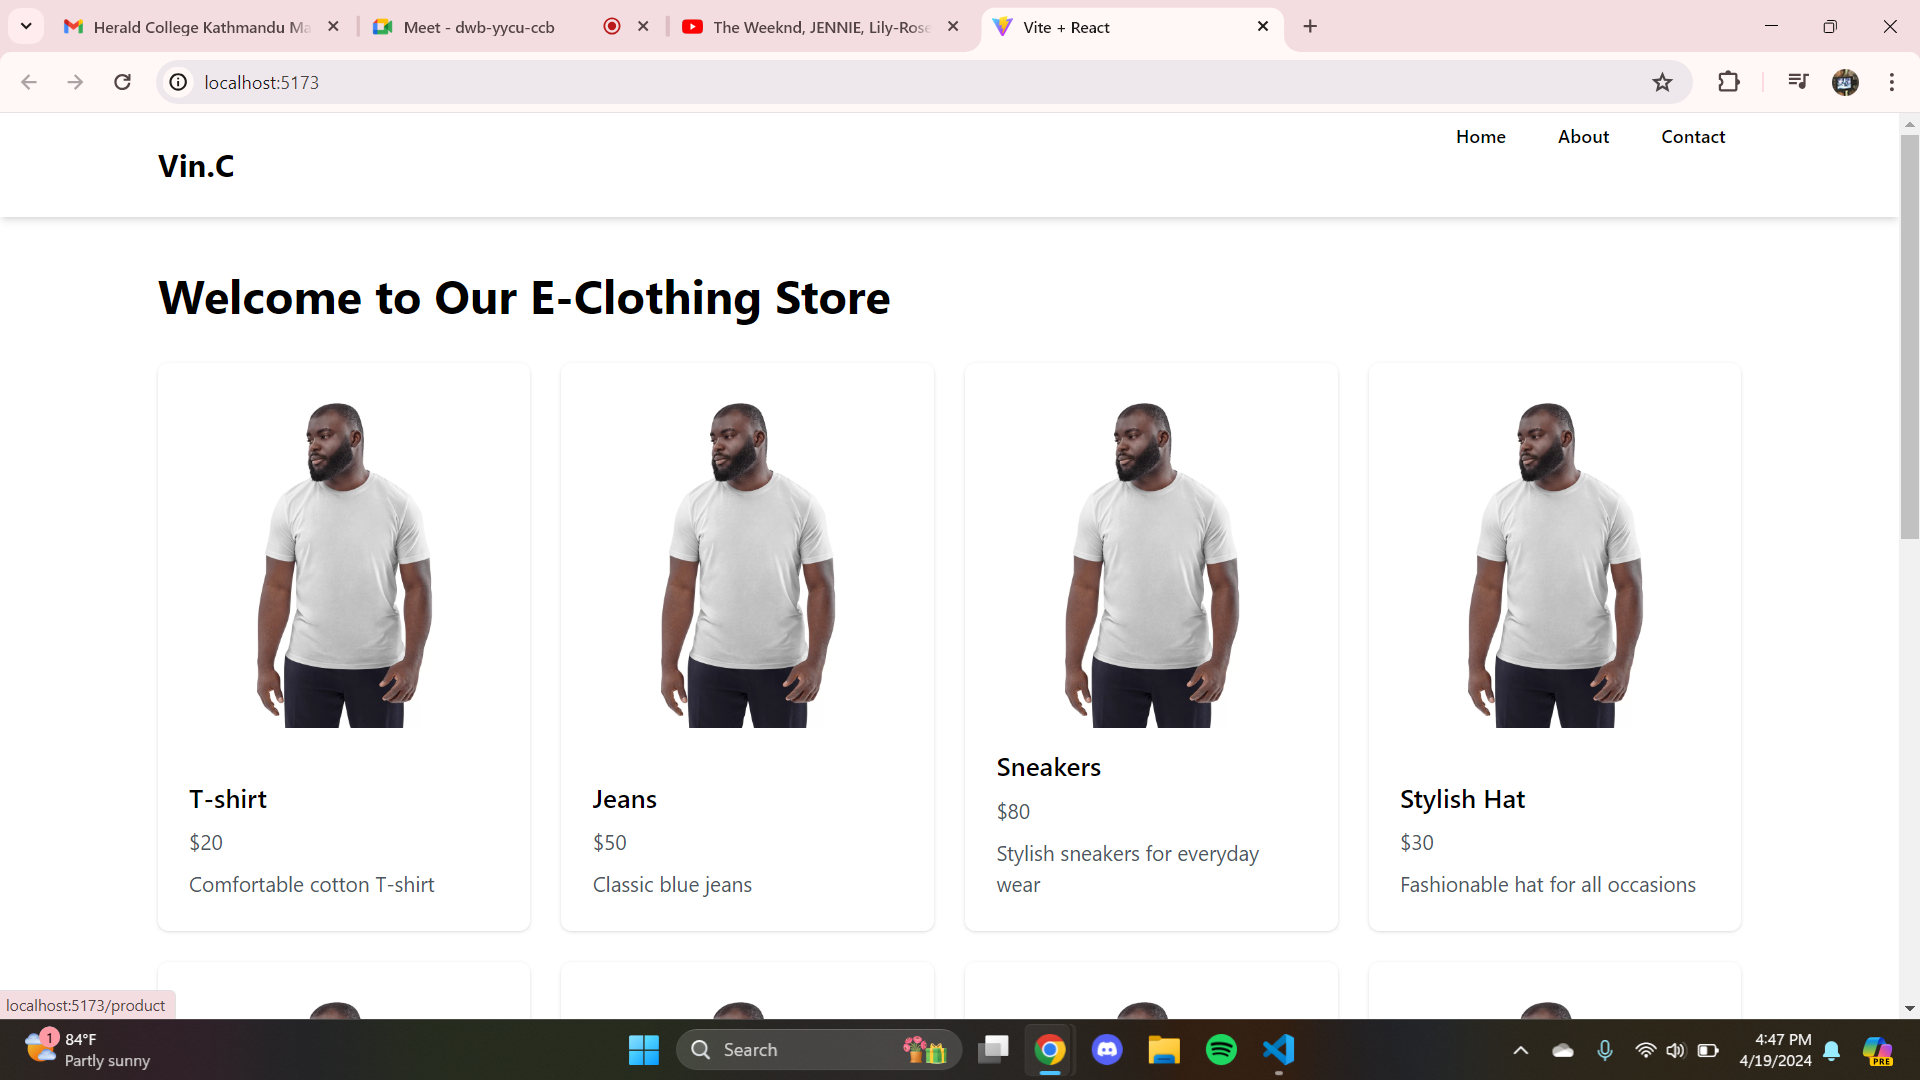 Herald College Kathmandu Ma
Meet - dwb-yycu-ccb
The Weeknd, JENNIE, Lily-Rose
Vite + React
localhost:5173
Vin.C
Home
About
Contact
Welcome to Our E-Clothing Store
T-shirt
$20
Comfortable cotton T-shirt
Jeans
$50
Classic blue jeans
Sneakers
$80
Stylish sneakers for everyday
wear
Stylish Hat
$30
Fashionable hat for all occasions
localhost:5173/product
1
84°F
Partly sunny
Search
4:47 PM
4/19/2024
PRE